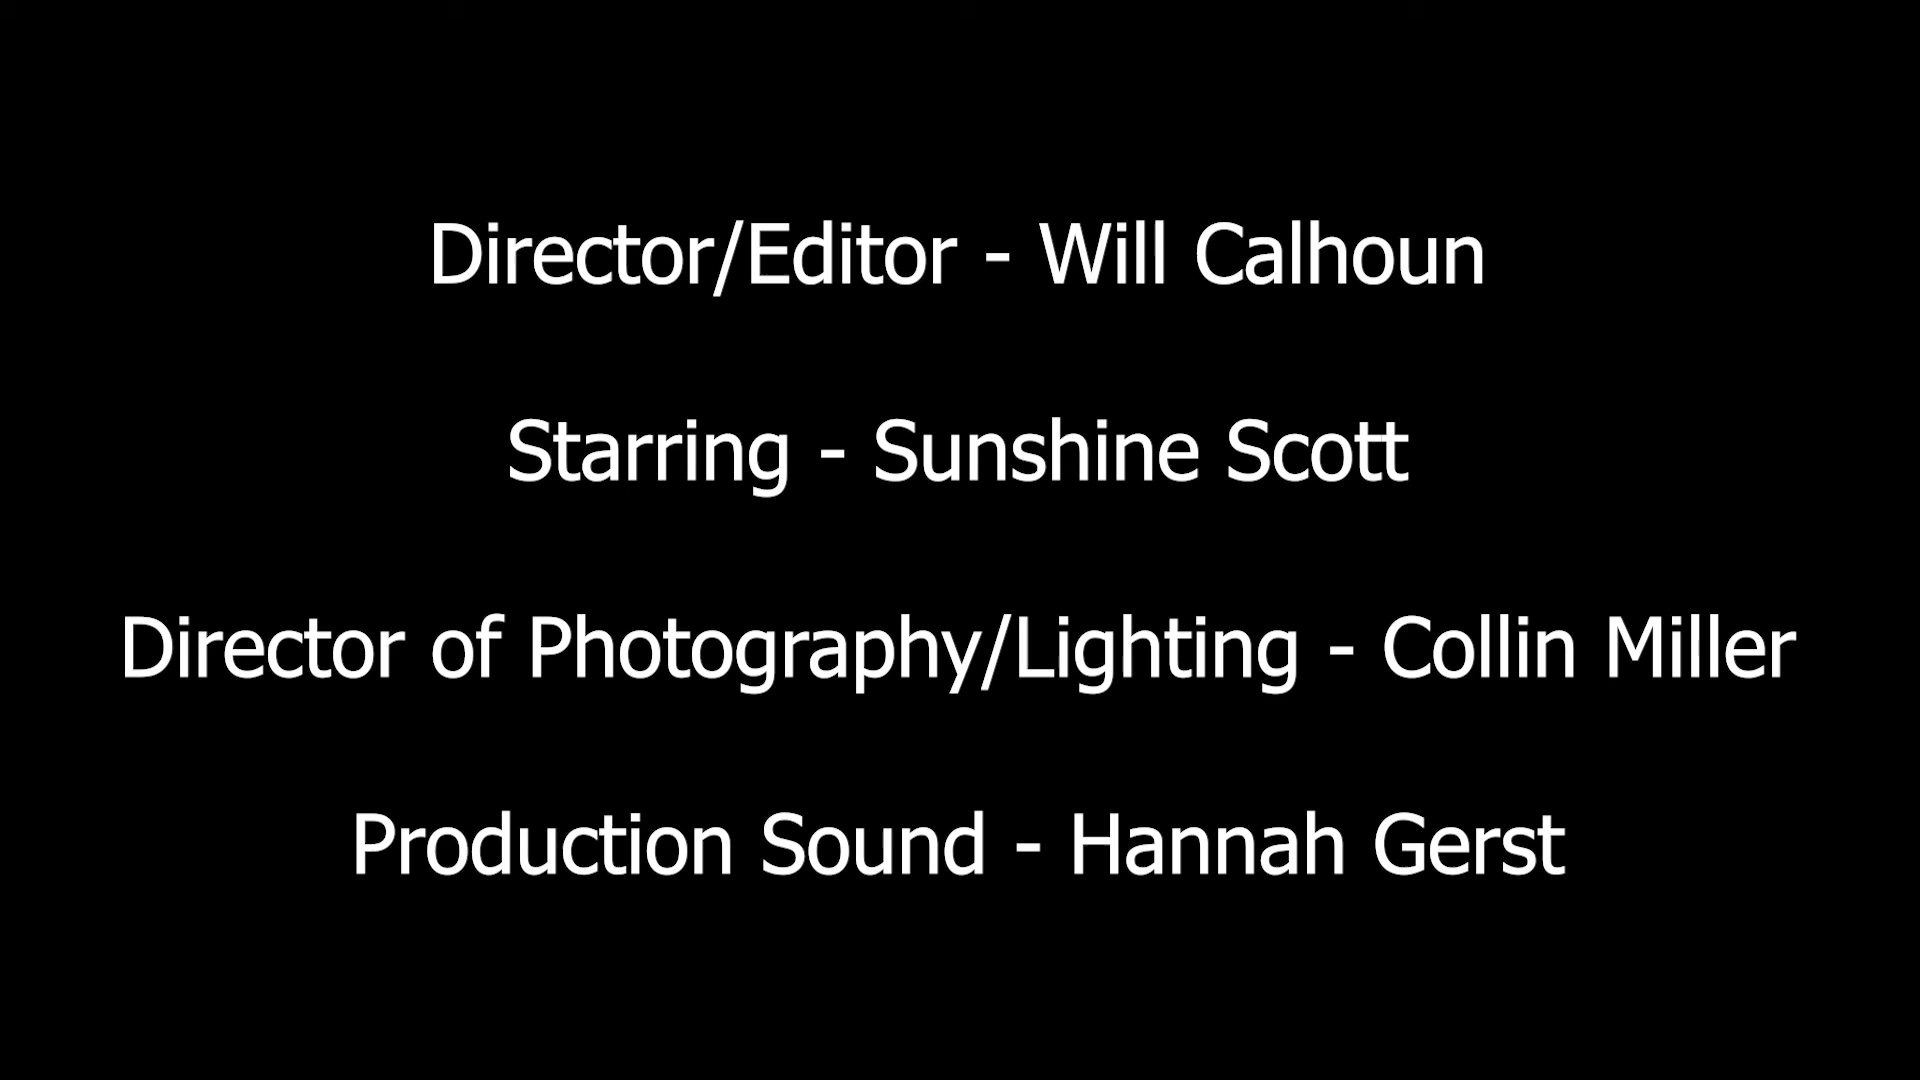 Director/Editor - Will Calhoun
Starring - Sunshine Scott
Director of Photography/Lighting - Collin Miller
Production Sound - Hannah Gerst